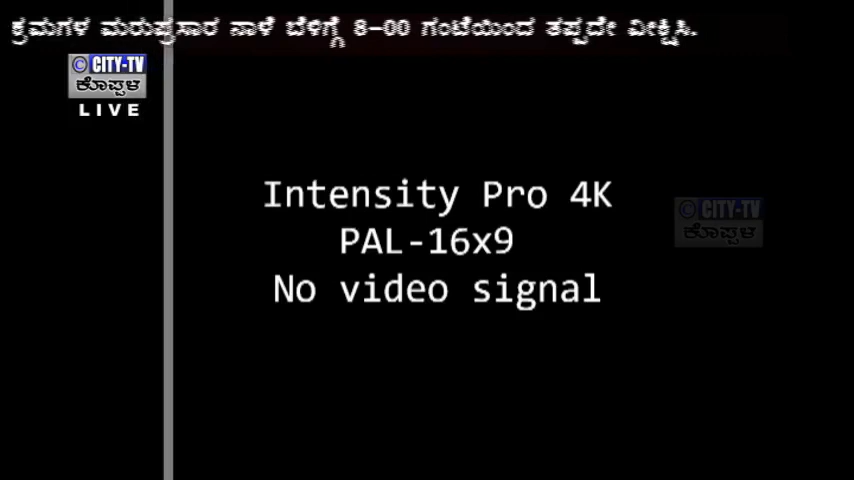 ಕ್ರಮಗಳ ಮರುಪ್ರಸಾರ ನಾಳೆ ಬೆಳಿಗ್ಗೆ 8-00 ಗಂಟೆಯಿಂದ ತಪ್ಪದೇ ವೀಕ್ಷಿಸಿ.
© CITY-TV
ಕೊಪ್ಪಳ
LIVE
Intensity Pro 4K
PAL-16x9
No video signal
© CITY-TV
ಕೊಪ್ಪಳ